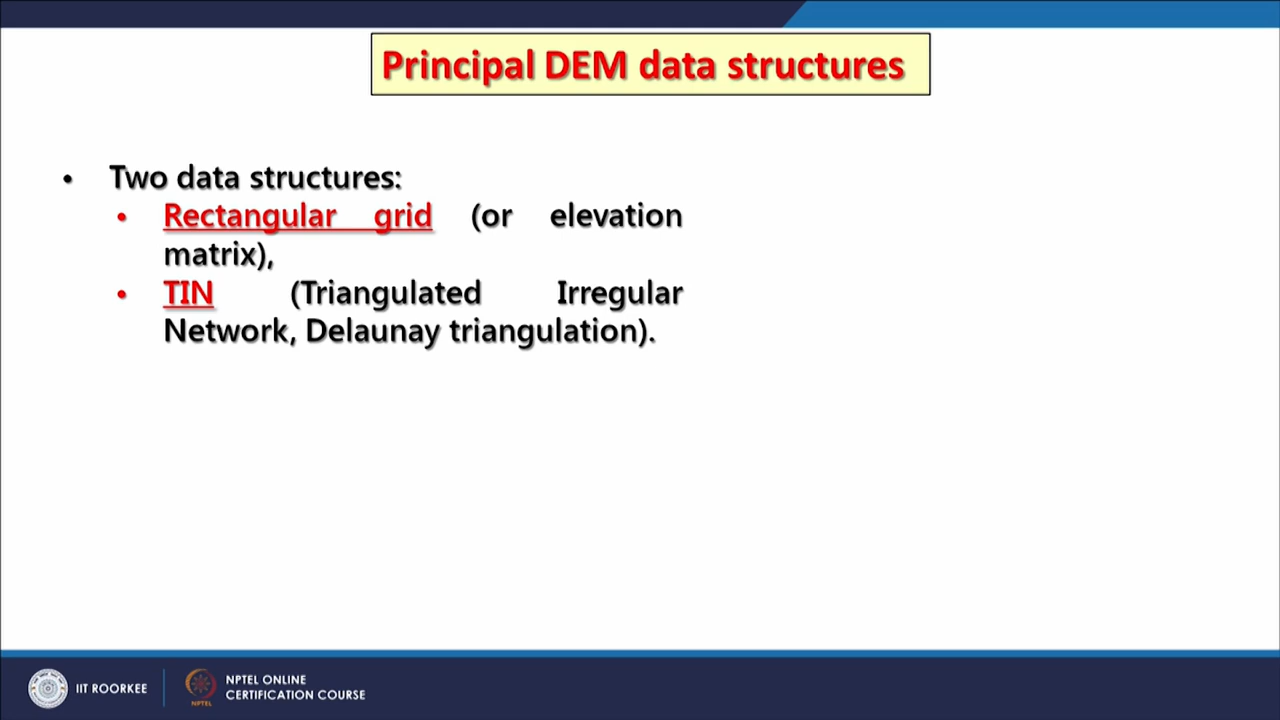 Principal DEM data structures
• Two data structures:
• Rectangular grid (or elevation
matrix),
• TIN (Triangulated Irregular
Network, Delaunay triangulation).
IIT ROORKEE
NPTEL
NPTEL ONLINE
CERTIFICATION COURSE